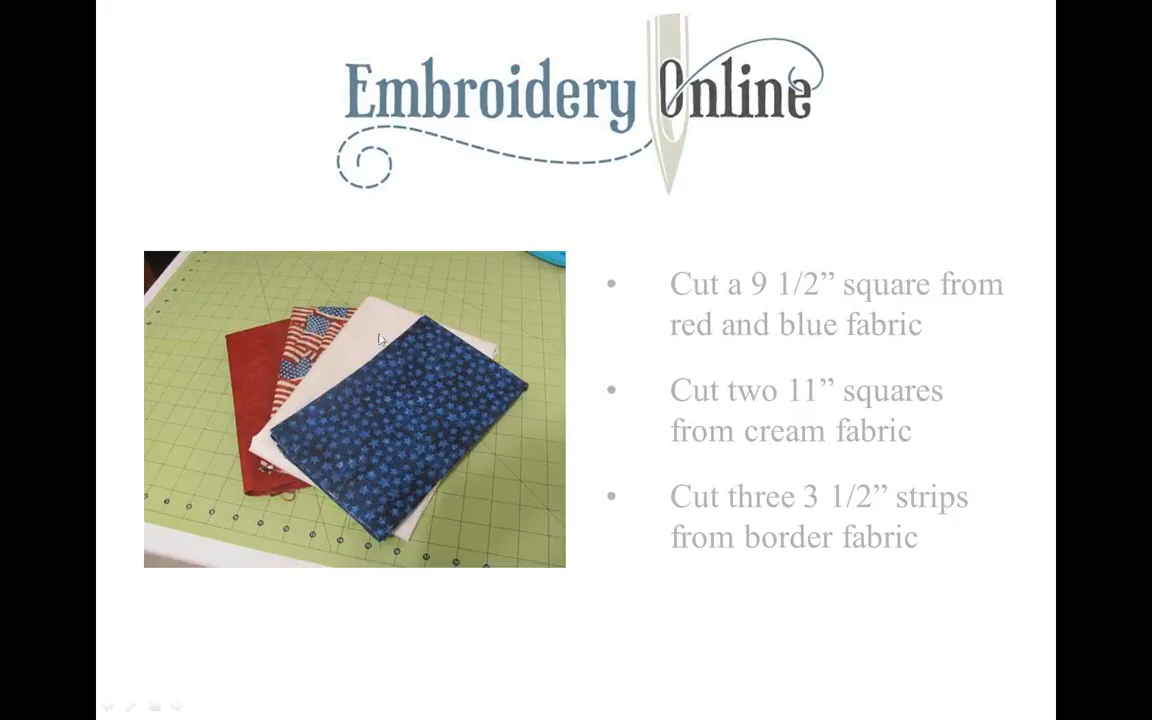 Embroidery Online
• Cut a 9 1/2” square from
red and blue fabric
• Cut two 11” squares
from cream fabric
• Cut three 3 1/2” strips
from border fabric